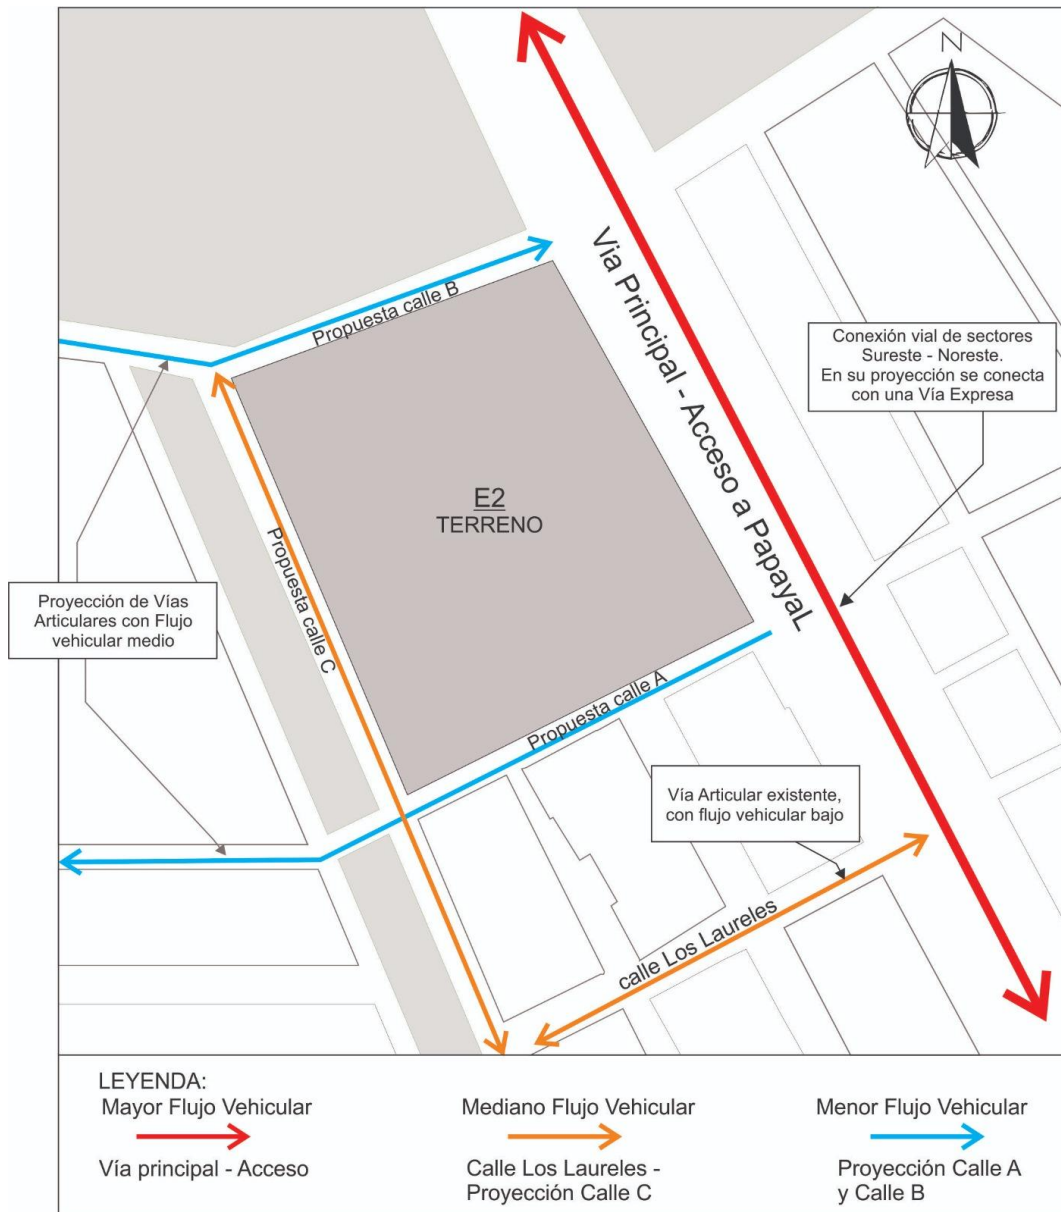 N
Propuesta calle B
Via Principal - Acceso a PapayaL
Conexión vial de sectores
Sureste - Noreste.
En su proyección se conecta
con una Vía Expresa
E2
TERRENO
Propuesta calle C
Proyección de Vías
Articulares con Flujo
vehicular medio
Propuesta calle A
Vía Articular existente,
con flujo vehicular bajo
calle Los Laureles
LEYENDA:
Mayor Flujo Vehicular
Vía principal - Acceso
Mediano Flujo Vehicular
Calle Los Laureles -
Proyección Calle C
Menor Flujo Vehicular
Proyección Calle A
y Calle B